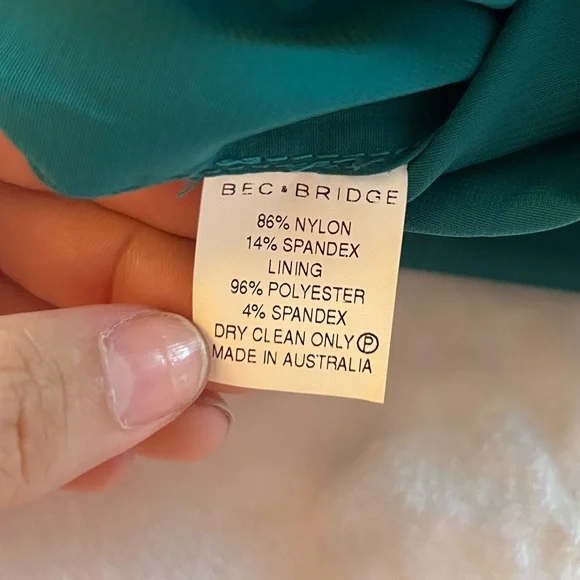 BEC & BRIDGE
86% NYLON
14% SPANDEX
LINING
96% POLYESTER
4% SPANDEX
DRY CLEAN ONLY Ⓟ
MADE IN AUSTRALIA